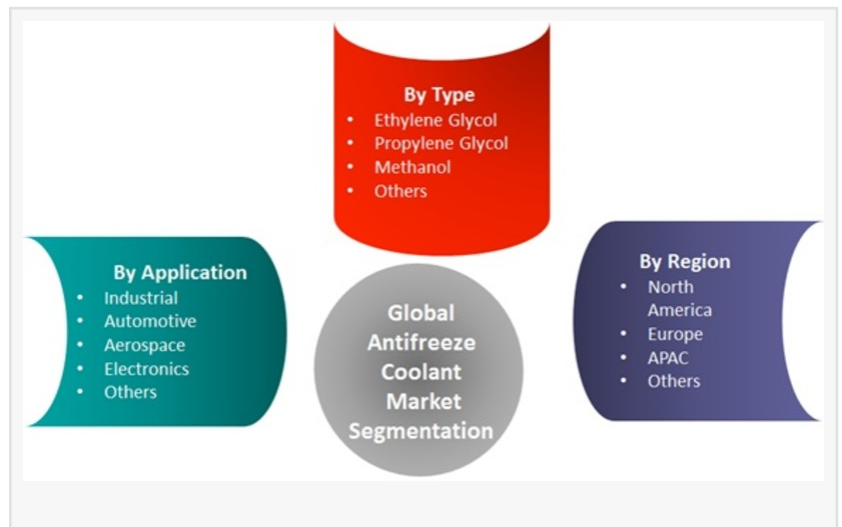 By Type
• Ethylene Glycol
• Propylene Glycol
• Methanol
• Others
By Application
• Industrial
• Automotive
• Aerospace
• Electronics
• Others
Global
Antifreeze
Coolant
Market
Segmentation
By Region
• North
America
• Europe
• APAC
• Others